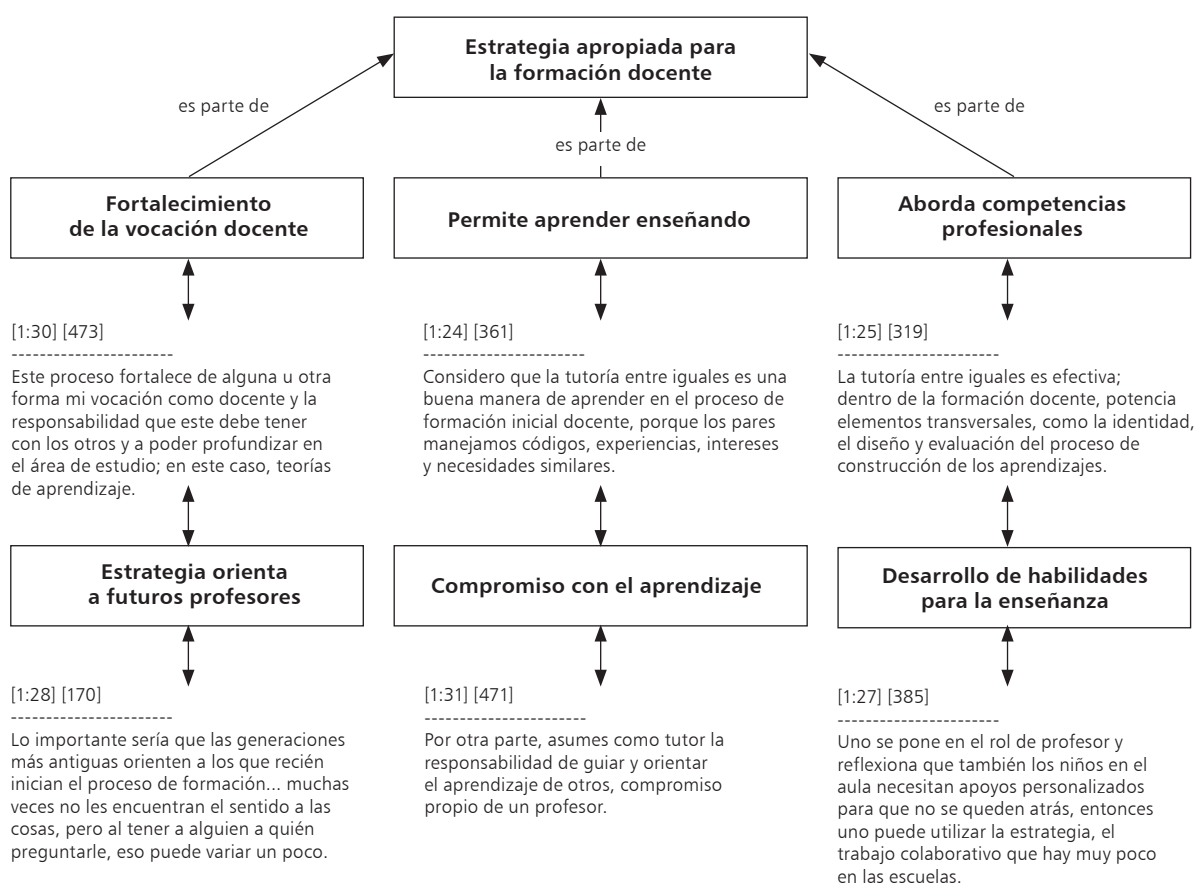 Estrategia apropiada para
la formación docente
es parte de
es parte de
es parte de
Fortalecimiento
de la vocación docente
Permite aprender enseñando
Aborda competencias
profesionales
[1:30] [473]
-----------------------
Este proceso fortalece de alguna u otra
forma mi vocación como docente y la
responsabilidad que este debe tener
con los otros y a poder profundizar en
el área de estudio; en este caso, teorías
de aprendizaje.
[1:24] [361]
-----------------------
Considero que la tutoría entre iguales es una
buena manera de aprender en el proceso de
formación inicial docente, porque los pares
manejamos códigos, experiencias, intereses
y necesidades similares.
[1:25] [319]
-----------------------
La tutoría entre iguales es efectiva;
dentro de la formación docente, potencia
elementos transversales, como la identidad,
el diseño y evaluación del proceso de
construcción de los aprendizajes.
Estrategia orienta
a futuros profesores
Compromiso con el aprendizaje
Desarrollo de habilidades
para la enseñanza
[1:28] [170]
-----------------------
Lo importante sería que las generaciones
más antiguas orienten a los que recién
inician el proceso de formación... muchas
veces no les encuentran el sentido a las
cosas, pero al tener a alguien a quién
preguntarle, eso puede variar un poco.
[1:31] [471]
-----------------------
Por otra parte, asumes como tutor la
responsabilidad de guiar y orientar
el aprendizaje de otros, compromiso
propio de un profesor.
[1:27] [385]
-----------------------
Uno se pone en el rol de profesor y
reflexiona que también los niños en el
aula necesitan apoyos personalizados
para que no se queden atrás, entonces
uno puede utilizar la estrategia, el
trabajo colaborativo que hay muy poco
en las escuelas.